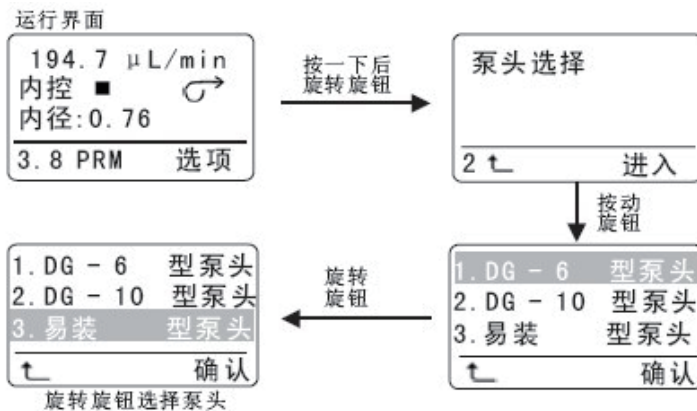 运行界面
194.7 μL/min
内控 ■
内径:0.76
3.8 PRM 选项
按一下后
旋转旋钮
泵头选择
2 进入
按动
旋钮
1.DG - 6 型泵头
2.DG - 10 型泵头
3.易装 型泵头
确认
旋转
旋钮
1.DG - 6 型泵头
2.DG - 10 型泵头
3.易装 型泵头
确认
旋转旋钮选择泵头